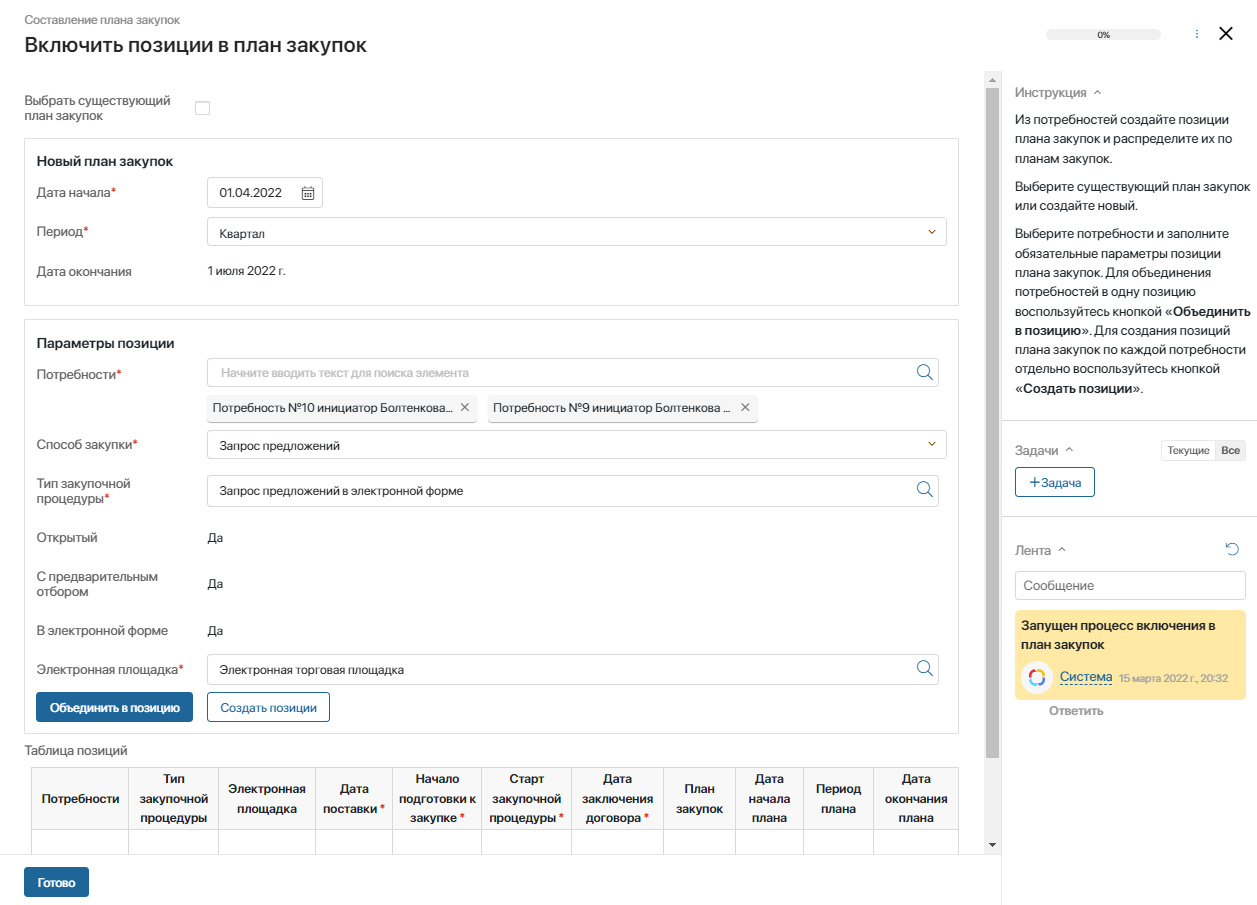 Составление плана закупок
Включить позиции в план закупок
0%
Выбрать существующий
план закупок
Новый план закупок
Дата начала*
01.04.2022
Период*
Квартал
Дата окончания
1 июля 2022 г.
Параметры позиции
Потребности*
Начните вводить текст для поиска элемента
Потребность №10 инициатор Болтенкова...
Потребность №9 инициатор Болтенкова ...
Способ закупки*
Запрос предложений
Тип закупочной
процедуры*
Запрос предложений в электронной форме
Открытый
Да
С предварительным
отбором
Да
В электронной форме
Да
Электронная площадка*
Электронная торговая площадка
Объединить в позицию
Создать позиции
Таблица позиций
Потребности
Тип
закупочной
процедуры
Электронная
площадка
Дата
поставки *
Начало
подготовки к
закупке *
Старт
закупочной
процедуры *
Дата
заключения
договора *
План
закупок
Дата
начала
плана
Период
плана
Дата
окончания
плана
Готово
Инструкция
Из потребностей создайте позиции
плана закупок и распределите их по
планам закупок.
Выберите существующий план закупок
или создайте новый.
Выберите потребности и заполните
обязательные параметры позиции
плана закупок. Для объединения
потребностей в одну позицию
воспользуйтесь кнопкой «Объединить
в позицию». Для создания позиций
плана закупок по каждой потребности
отдельно воспользуйтесь кнопкой
«Создать позиции».
Задачи
Текущие
Все
+Задача
Лента
Сообщение
Запущен процесс включения в
план закупок
Система
15 марта 2022 г., 20:32
Ответить